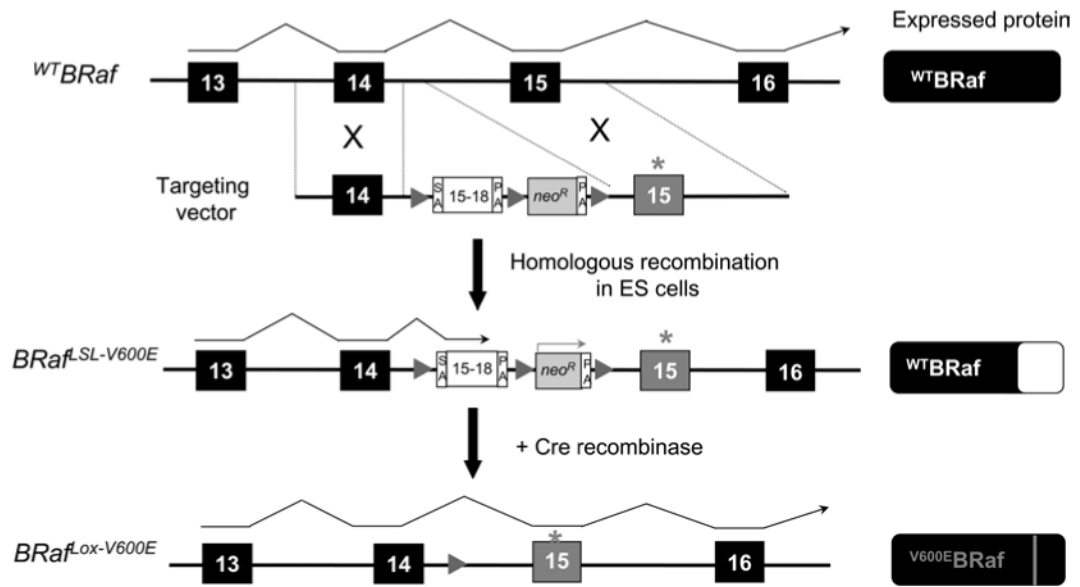 Expressed protein
WTBRaf
13 14 15 16
WTBRaf
X X
*
Targeting vector
14 SA 15-18 PA neoR PA 15
Homologous recombination
in ES cells
*
BRafLSL-V600E
13 14 SA 15-18 PA neoR PA 15 16
WTBRaf
+ Cre recombinase
*
BRafLox-V600E
13 14 15 16
V600EBRaf